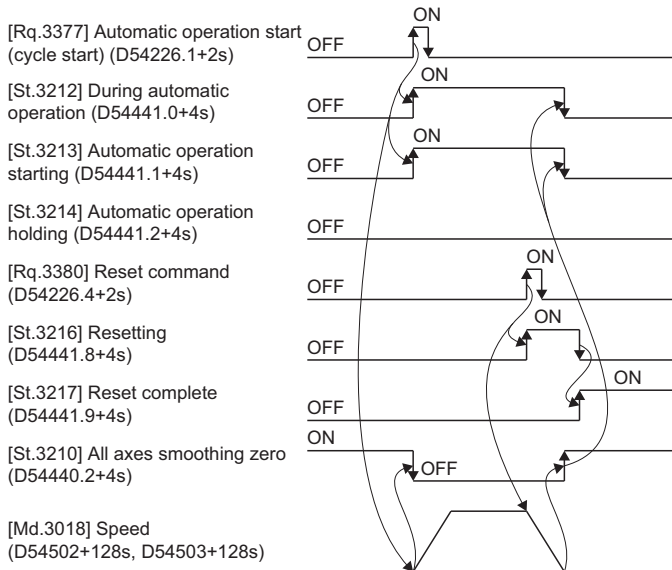 [Rq.3377] Automatic operation start
(cycle start) (D54226.1+2s)
OFF
ON
[St.3212] During automatic
operation (D54441.0+4s)
OFF
ON
[St.3213] Automatic operation
starting (D54441.1+4s)
OFF
ON
[St.3214] Automatic operation
holding (D54441.2+4s)
OFF
[Rq.3380] Reset command
(D54226.4+2s)
OFF
ON
[St.3216] Resetting
(D54441.8+4s)
OFF
ON
[St.3217] Reset complete
(D54441.9+4s)
OFF
ON
[St.3210] All axes smoothing zero
(D54440.2+4s)
ON
OFF
[Md.3018] Speed
(D54502+128s, D54503+128s)